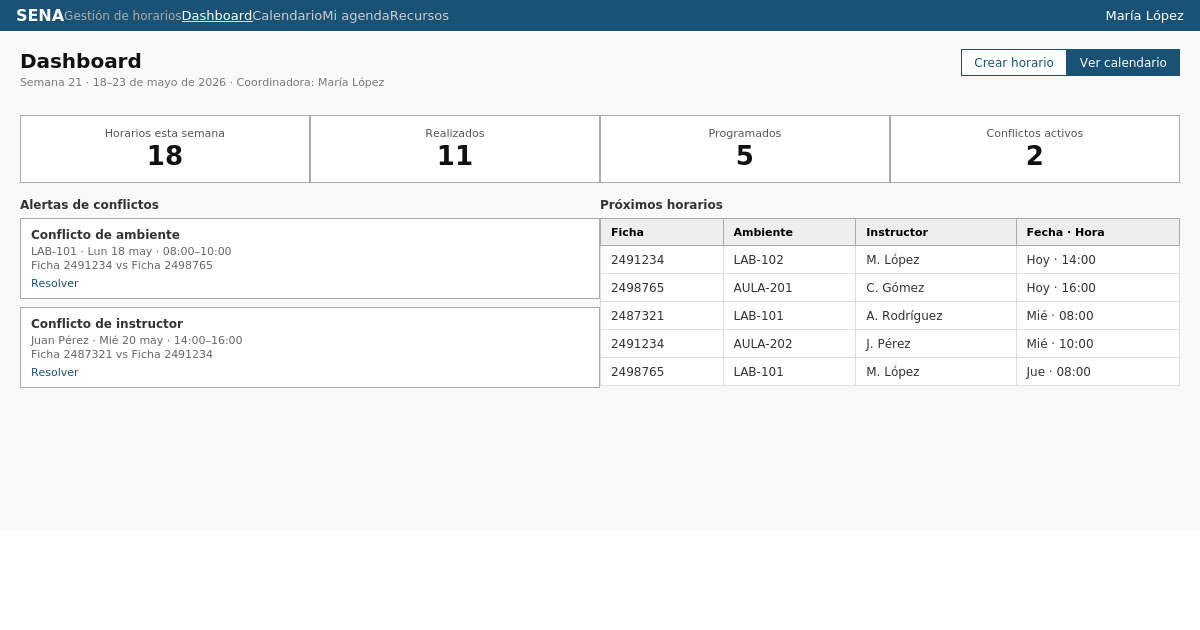 SENA Gestión de horarios Dashboard Calendario Mi agenda Recursos María López
Dashboard
Semana 21 · 18–23 de mayo de 2026 · Coordinadora: María López
Crear horario Ver calendario
Horarios esta semana
18
Realizados
11
Programados
5
Conflictos activos
2
Alertas de conflictos
Conflicto de ambiente
LAB-101 · Lun 18 may · 08:00–10:00
Ficha 2491234 vs Ficha 2498765
Resolver
Conflicto de instructor
Juan Pérez · Mié 20 may · 14:00–16:00
Ficha 2487321 vs Ficha 2491234
Resolver
Próximos horarios
Ficha Ambiente Instructor Fecha · Hora
2491234 LAB-102 M. López Hoy · 14:00
2498765 AULA-201 C. Gómez Hoy · 16:00
2487321 LAB-101 A. Rodríguez Mié · 08:00
2491234 AULA-202 J. Pérez Mié · 10:00
2498765 LAB-101 M. López Jue · 08:00